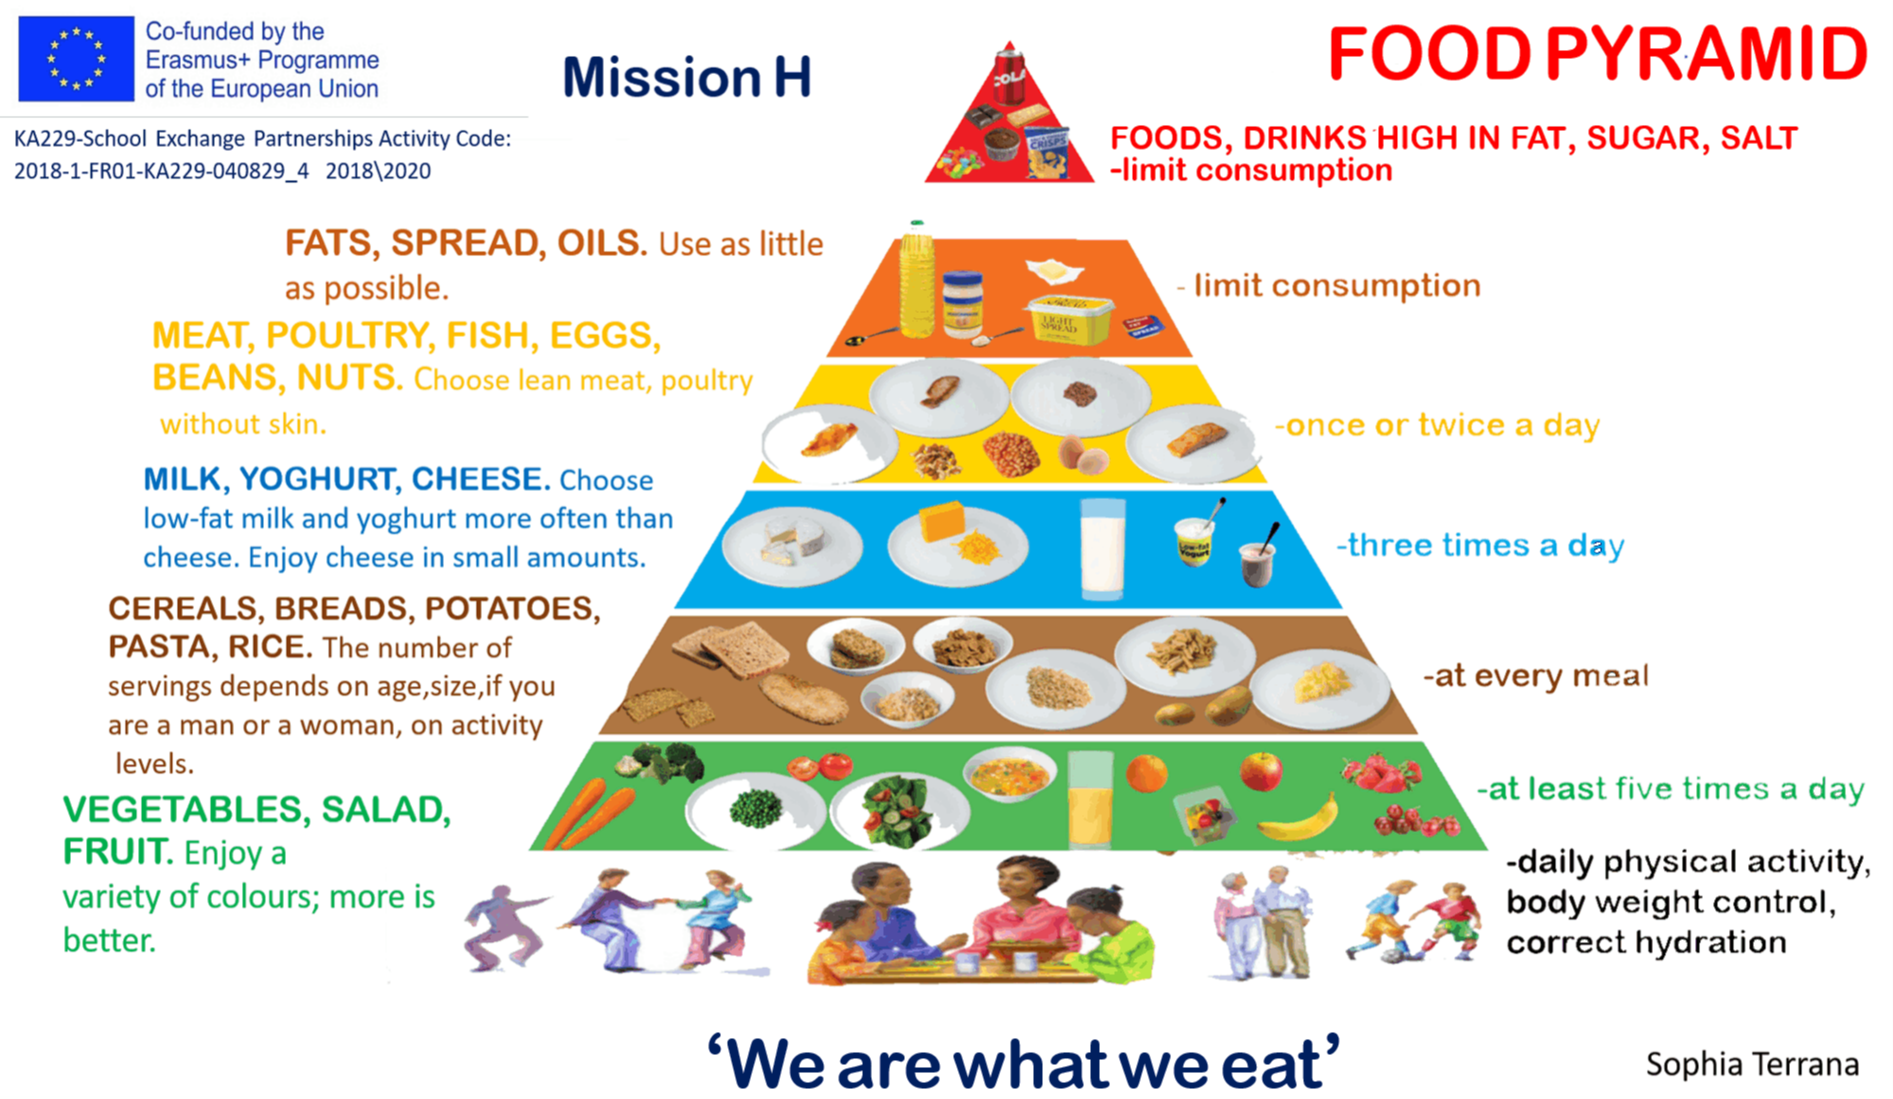 Co-funded by the
Erasmus+ Programme
of the European Union
KA229-School Exchange Partnerships Activity Code:
2018-1-FR01-KA229-040829_4 2018\2020
Mission H
FOOD PYRAMID
COLA
CRISPS
FOODS, DRINKS HIGH IN FAT, SUGAR, SALT
-limit consumption
FATS, SPREAD, OILS. Use as little
as possible.
LIGHT
SPREAD
- limit consumption
MEAT, POULTRY, FISH, EGGS,
BEANS, NUTS. Choose lean meat, poultry
without skin.
-once or twice a day
MILK, YOGHURT, CHEESE. Choose
low-fat milk and yoghurt more often than
cheese. Enjoy cheese in small amounts.
Low-fat
Yogurt
-three times a day
CEREALS, BREADS, POTATOES,
PASTA, RICE. The number of
servings depends on age,size,if you
are a man or a woman, on activity
levels.
-at every meal
VEGETABLES, SALAD,
FRUIT. Enjoy a
variety of colours; more is
better.
-at least five times a day
-daily physical activity,
body weight control,
correct hydration
‘We are what we eat’
Sophia Terrana